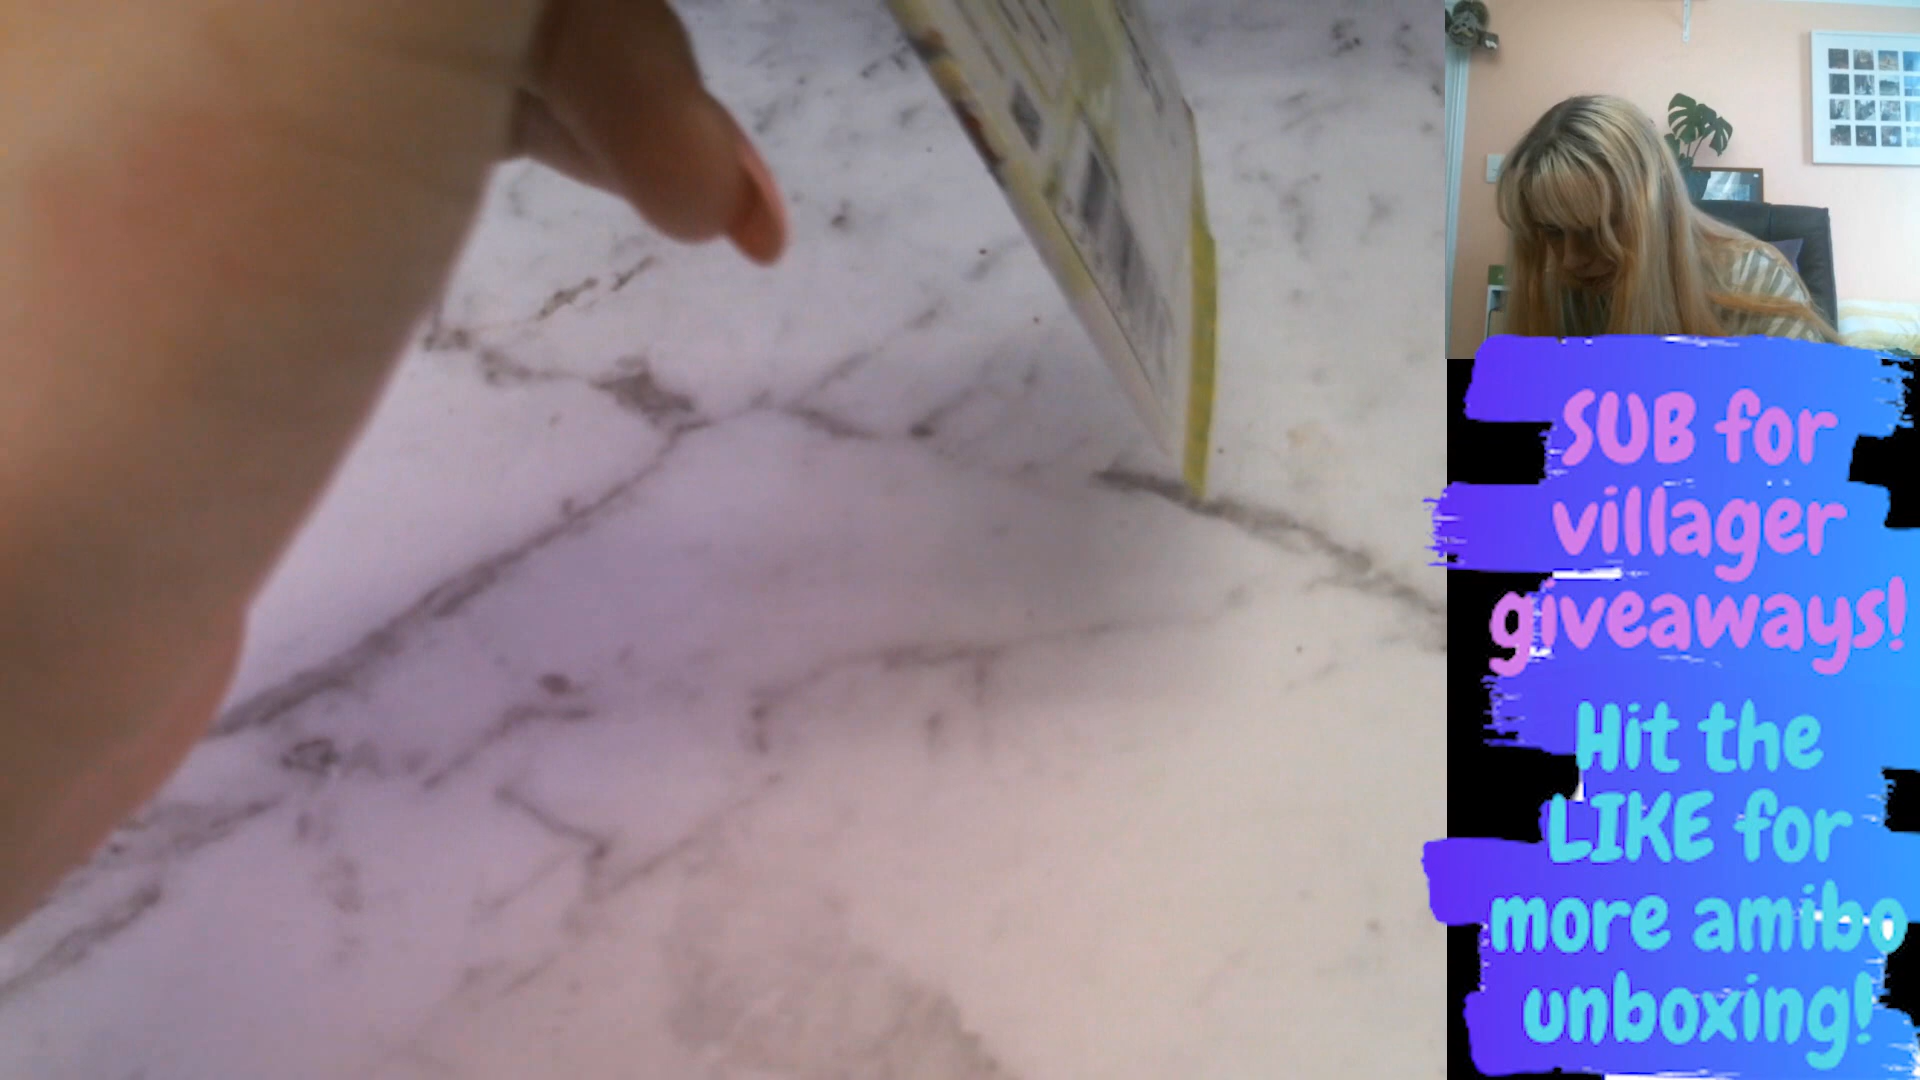 SUB for
villager
giveaways!
Hit the
LIKE for
more amibo
unboxing!